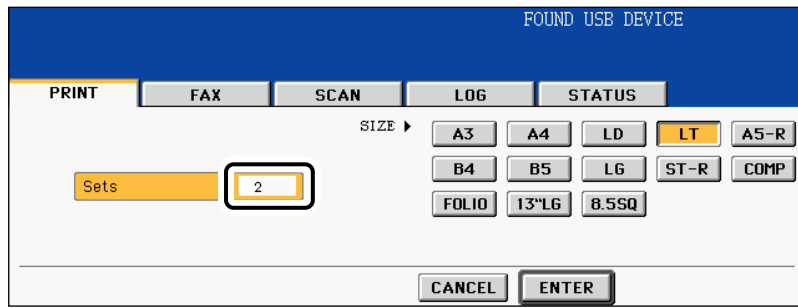 FOUND USB DEVICE
PRINT FAX SCAN LOG STATUS
SIZE ▶ A3 A4 LD LT A5-R
B4 B5 LG ST-R COMP
Sets 2
FOLIO 13"LG 8.5SQ
CANCEL ENTER